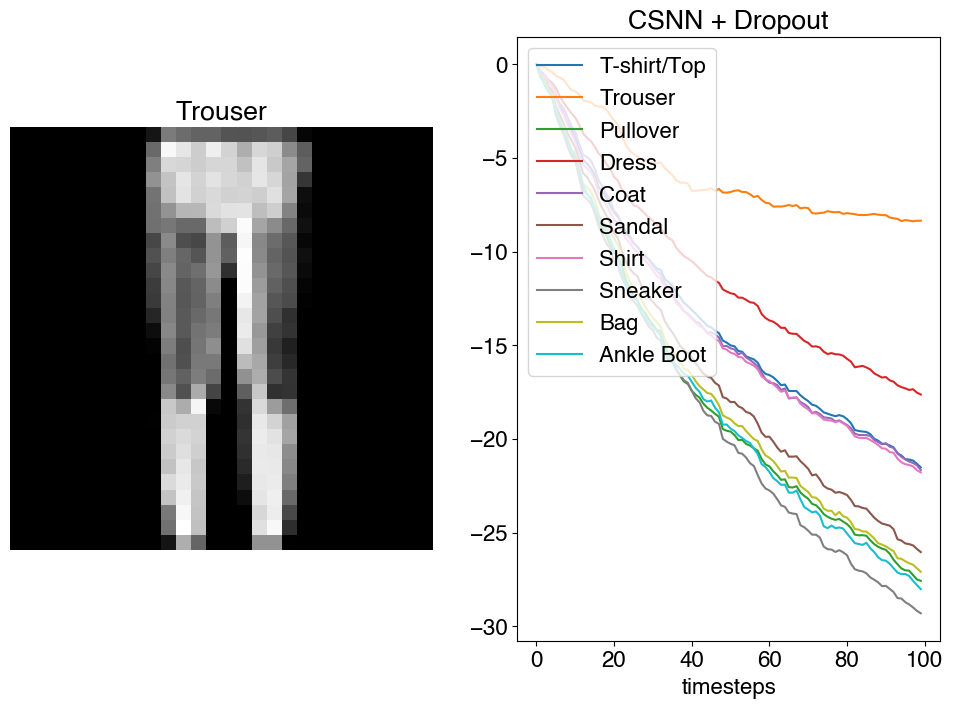 Trouser
CSNN + Dropout
T-shirt/Top
Trouser
Pullover
Dress
Coat
Sandal
Shirt
Sneaker
Bag
Ankle Boot
0
−5
−10
−15
−20
−25
−30
0 20 40 60 80 100
timesteps